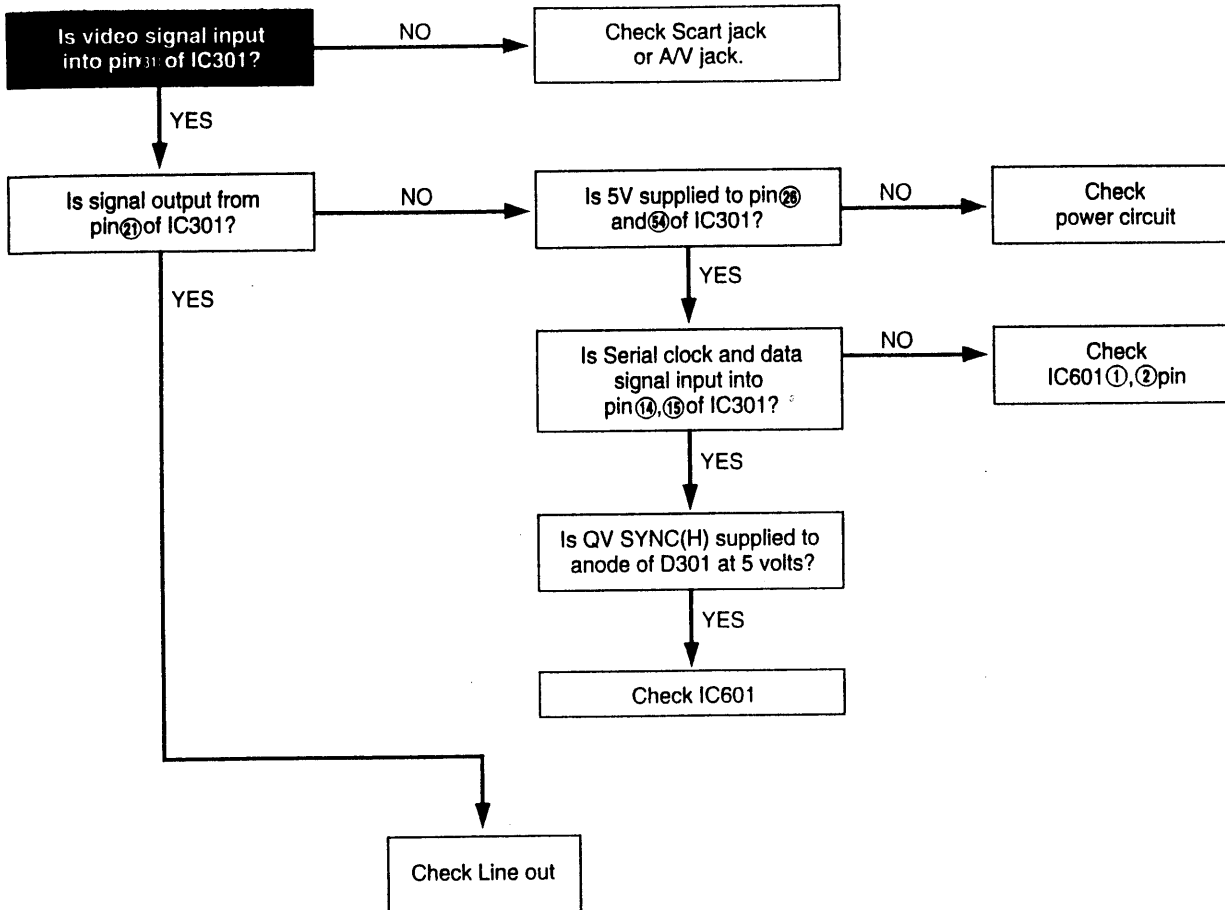 Is video signal input
into pin 31 of IC301?
NO
Check Scart jack
or A/V jack.
YES
Is signal output from
pin㉑of IC301?
NO
Is 5V supplied to pin㉖
and㊴of IC301?
NO
Check
power circuit
YES
YES
Is Serial clock and data
signal input into
pin⑭,⑮of IC301?
NO
Check
IC601①,②pin
YES
Is QV SYNC(H) supplied to
anode of D301 at 5 volts?
YES
Check IC601
Check Line out